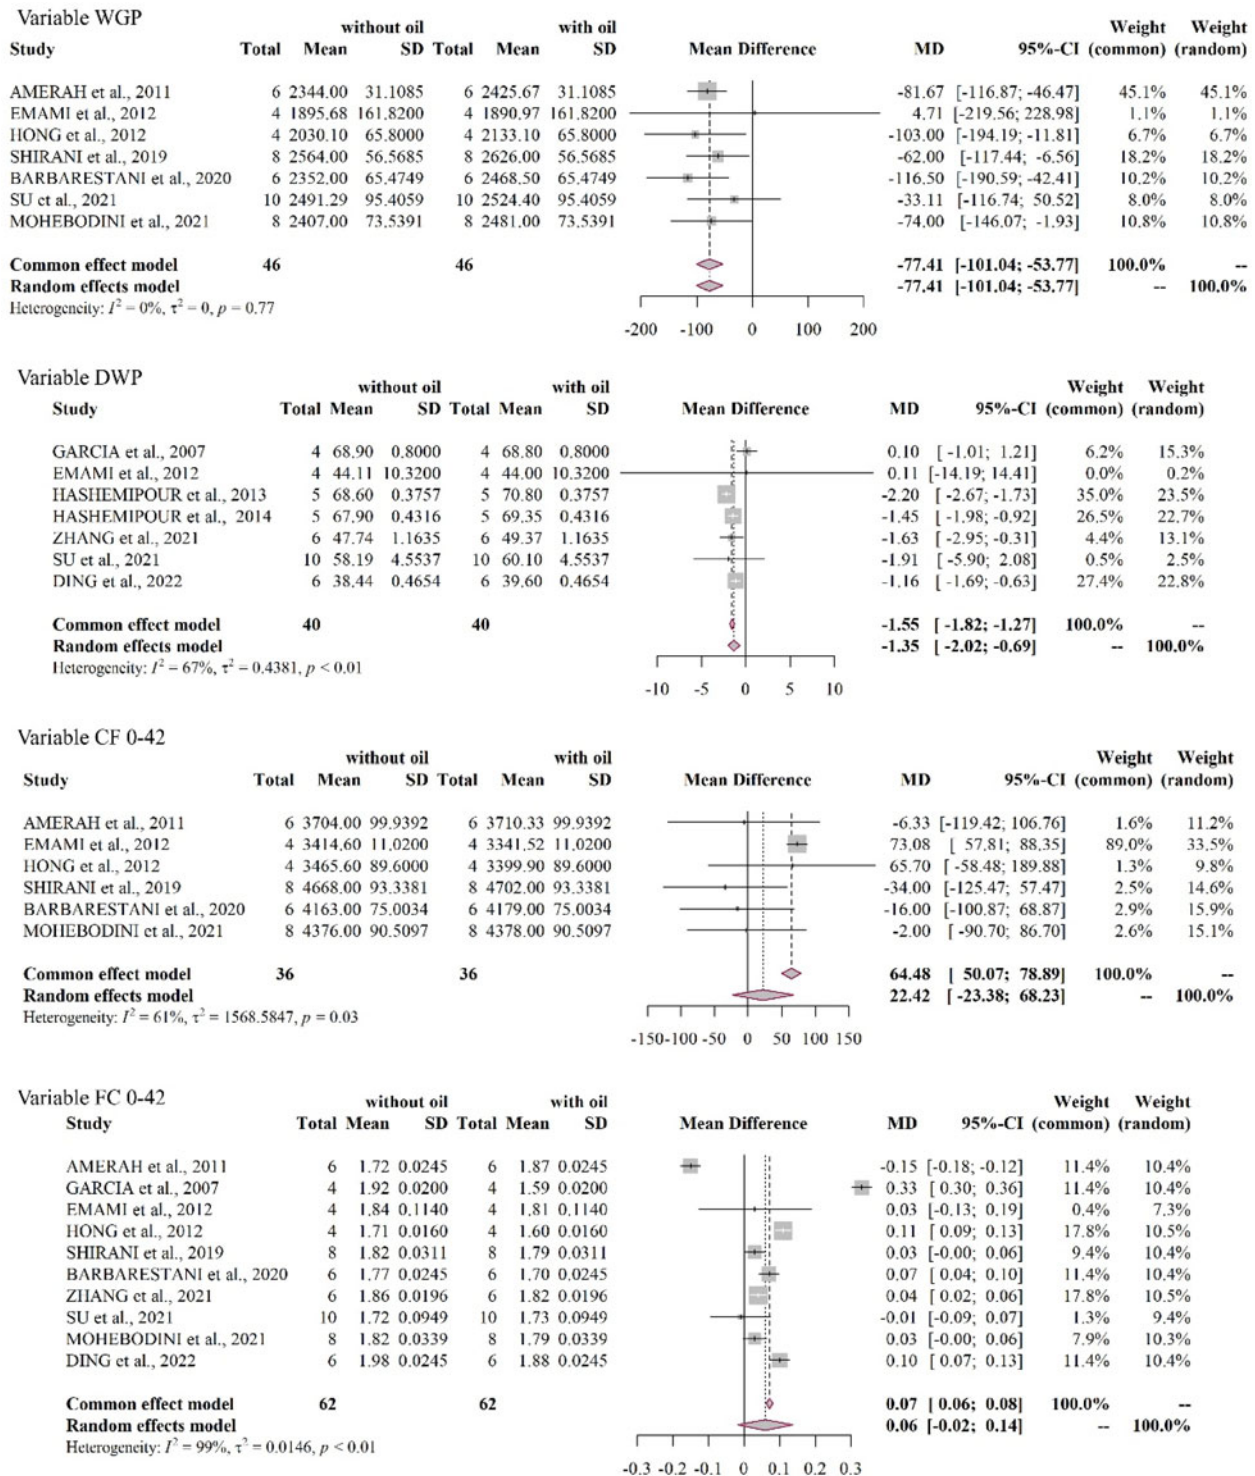 Variable WGP
without oil with oil Weight Weight
Study Total Mean SD Total Mean SD Mean Difference MD 95%-CI (common) (random)
AMERAH et al., 2011 6 2344.00 31.1085 6 2425.67 31.1085 -81.67 [-116.87; -46.47] 45.1% 45.1%
EMAMI et al., 2012 4 1895.68 161.8200 4 1890.97 161.8200 4.71 [-219.56; 228.98] 1.1% 1.1%
HONG et al., 2012 4 2030.10 65.8000 4 2133.10 65.8000 -103.00 [-194.19; -11.81] 6.7% 6.7%
SHIRANI et al., 2019 8 2564.00 56.5685 8 2626.00 56.5685 -62.00 [-117.44; -6.56] 18.2% 18.2%
BARBARESTANI et al., 2020 6 2352.00 65.4749 6 2468.50 65.4749 -116.50 [-190.59; -42.41] 10.2% 10.2%
SU et al., 2021 10 2491.29 95.4059 10 2524.40 95.4059 -33.11 [-116.74; 50.52] 8.0% 8.0%
MOHEBODINI et al., 2021 8 2407.00 73.5391 8 2481.00 73.5391 -74.00 [-146.07; -1.93] 10.8% 10.8%
Common effect model 46 46 -77.41 [-101.04; -53.77] 100.0% --
Random effects model -77.41 [-101.04; -53.77] -- 100.0%
Heterogeneity: I² = 0%, τ² = 0, p = 0.77
-200 -100 0 100 200
Variable DWP
without oil with oil Weight Weight
Study Total Mean SD Total Mean SD Mean Difference MD 95%-CI (common) (random)
GARCIA et al., 2007 4 68.90 0.8000 4 68.80 0.8000 0.10 [-1.01; 1.21] 6.2% 15.3%
EMAMI et al., 2012 4 44.11 10.3200 4 44.00 10.3200 0.11 [-14.19; 14.41] 0.0% 0.2%
HASHEMIPOUR et al., 2013 5 68.60 0.3757 5 70.80 0.3757 -2.20 [-2.67; -1.73] 35.0% 23.5%
HASHEMIPOUR et al., 2014 5 67.90 0.4316 5 69.35 0.4316 -1.45 [-1.98; -0.92] 26.5% 22.7%
ZHANG et al., 2021 6 47.74 1.1635 6 49.37 1.1635 -1.63 [-2.95; -0.31] 4.4% 13.1%
SU et al., 2021 10 58.19 4.5537 10 60.10 4.5537 -1.91 [-5.90; 2.08] 0.5% 2.5%
DING et al., 2022 6 38.44 0.4654 6 39.60 0.4654 -1.16 [-1.69; -0.63] 27.4% 22.8%
Common effect model 40 40 -1.55 [-1.82; -1.27] 100.0% --
Random effects model -1.35 [-2.02; -0.69] -- 100.0%
Heterogeneity: I² = 67%, τ² = 0.4381, p < 0.01
-10 -5 0 5 10
Variable CF 0-42
without oil with oil Weight Weight
Study Total Mean SD Total Mean SD Mean Difference MD 95%-CI (common) (random)
AMERAH et al., 2011 6 3704.00 99.9392 6 3710.33 99.9392 -6.33 [-119.42; 106.76] 1.6% 11.2%
EMAMI et al., 2012 4 3414.60 11.0200 4 3341.52 11.0200 73.08 [57.81; 88.35] 89.0% 33.5%
HONG et al., 2012 4 3465.60 89.6000 4 3399.90 89.6000 65.70 [-58.48; 189.88] 1.3% 9.8%
SHIRANI et al., 2019 8 4668.00 93.3381 8 4702.00 93.3381 -34.00 [-125.47; 57.47] 2.5% 14.6%
BARBARESTANI et al., 2020 6 4163.00 75.0034 6 4179.00 75.0034 -16.00 [-100.87; 68.87] 2.9% 15.9%
MOHEBODINI et al., 2021 8 4376.00 90.5097 8 4378.00 90.5097 -2.00 [-90.70; 86.70] 2.6% 15.1%
Common effect model 36 36 64.48 [50.07; 78.89] 100.0% --
Random effects model 22.42 [-23.38; 68.23] -- 100.0%
Heterogeneity: I² = 61%, τ² = 1568.5847, p = 0.03
-150 -100 -50 0 50 100 150
Variable FC 0-42
without oil with oil Weight Weight
Study Total Mean SD Total Mean SD Mean Difference MD 95%-CI (common) (random)
AMERAH et al., 2011 6 1.72 0.0245 6 1.87 0.0245 -0.15 [-0.18; -0.12] 11.4% 10.4%
GARCIA et al., 2007 4 1.92 0.0200 4 1.59 0.0200 0.33 [0.30; 0.36] 11.4% 10.4%
EMAMI et al., 2012 4 1.84 0.1140 4 1.81 0.1140 0.03 [-0.13; 0.19] 0.4% 7.3%
HONG et al., 2012 4 1.71 0.0160 4 1.60 0.0160 0.11 [0.09; 0.13] 17.8% 10.5%
SHIRANI et al., 2019 8 1.82 0.0311 8 1.79 0.0311 0.03 [-0.00; 0.06] 9.4% 10.4%
BARBARESTANI et al., 2020 6 1.77 0.0245 6 1.70 0.0245 0.07 [0.04; 0.10] 11.4% 10.4%
ZHANG et al., 2021 6 1.86 0.0196 6 1.82 0.0196 0.04 [0.02; 0.06] 17.8% 10.5%
SU et al., 2021 10 1.72 0.0949 10 1.73 0.0949 -0.01 [-0.09; 0.07] 1.3% 9.4%
MOHEBODINI et al., 2021 8 1.82 0.0339 8 1.79 0.0339 0.03 [-0.00; 0.06] 7.9% 10.3%
DING et al., 2022 6 1.98 0.0245 6 1.88 0.0245 0.10 [0.07; 0.13] 11.4% 10.4%
Common effect model 62 62 0.07 [0.06; 0.08] 100.0% --
Random effects model 0.06 [-0.02; 0.14] -- 100.0%
Heterogeneity: I² = 99%, τ² = 0.0146, p < 0.01
-0.3 -0.2 -0.1 0 0.1 0.2 0.3